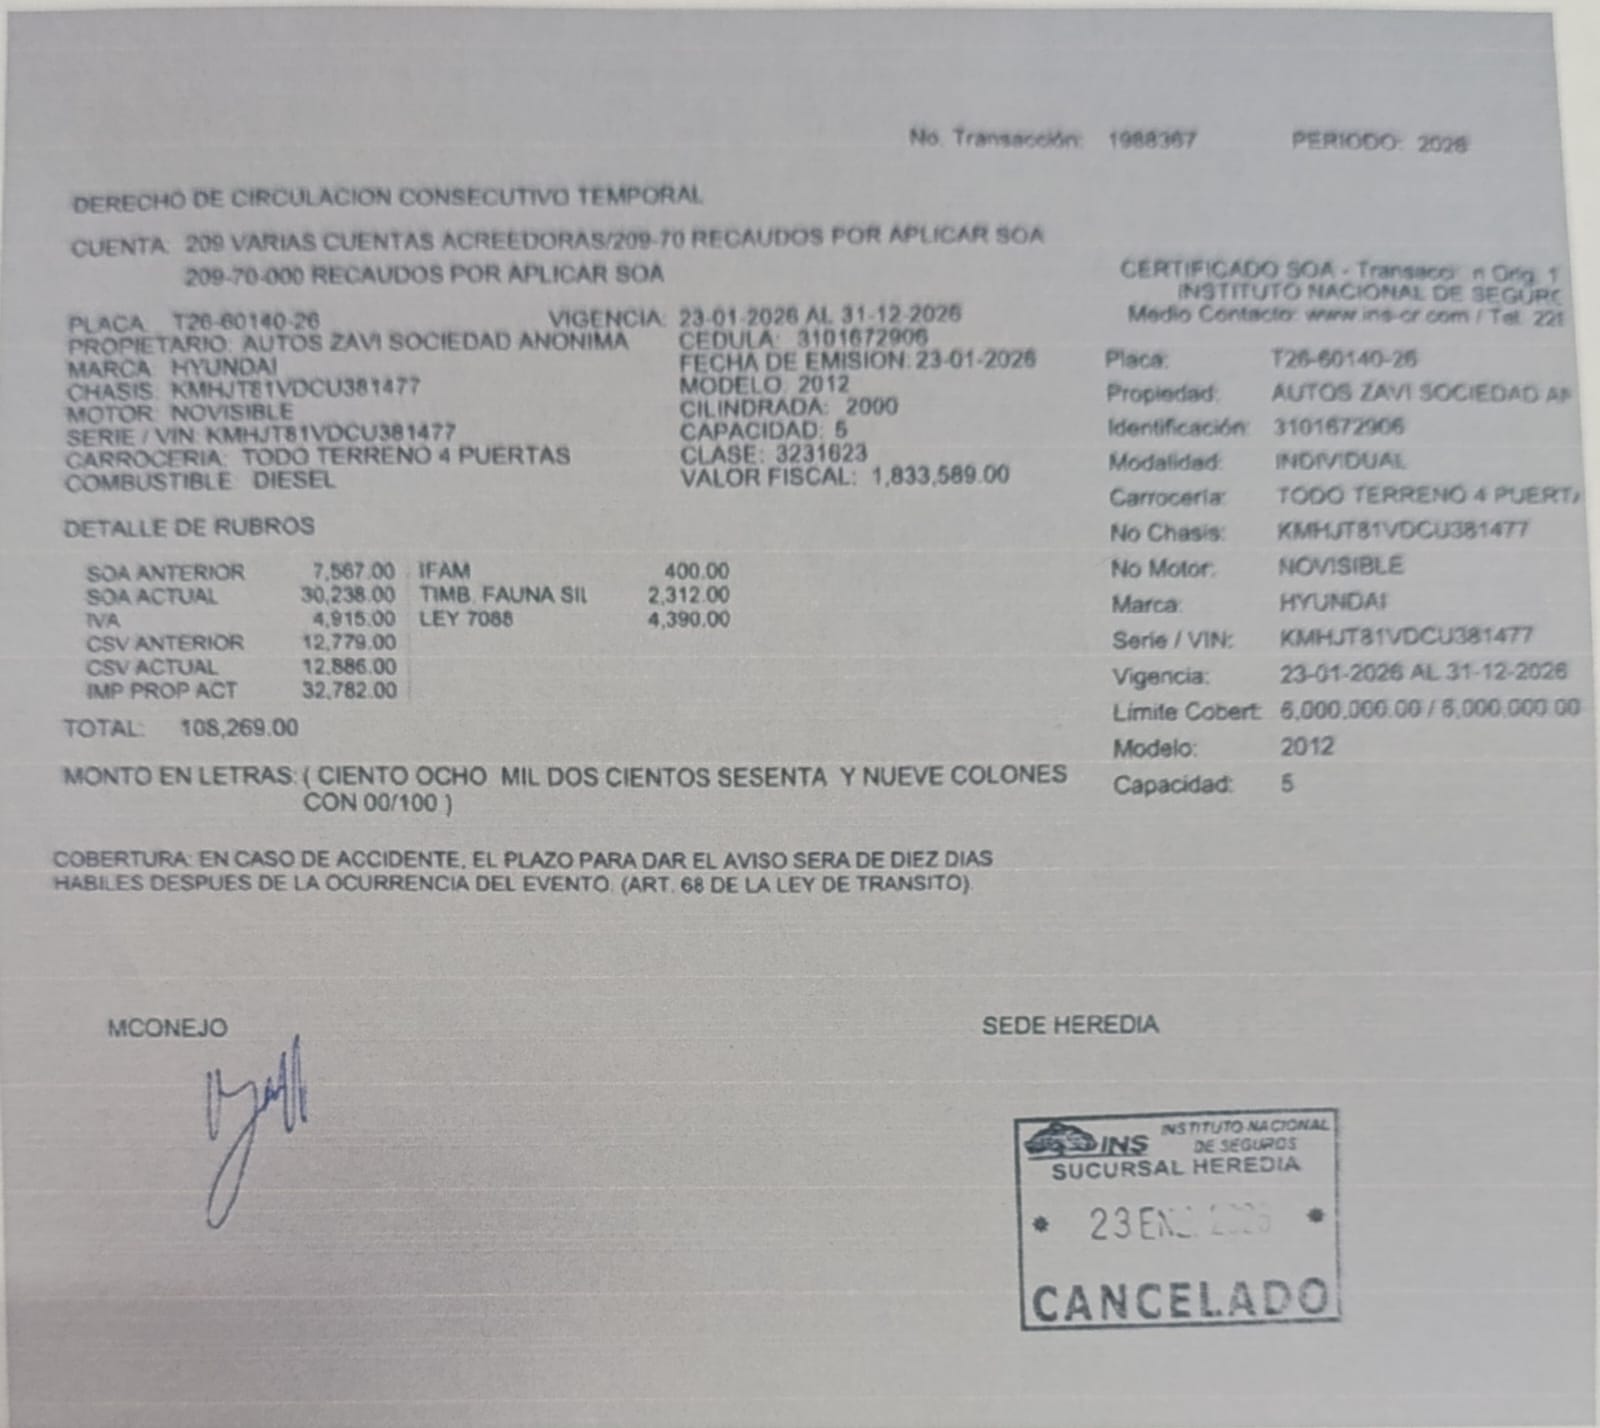 No. Transacción: 1988367 PERIODO: 2026
DERECHO DE CIRCULACION CONSECUTIVO TEMPORAL
CUENTA: 209 VARIAS CUENTAS ACREEDORAS/209-70 RECAUDOS POR APLICAR SOA
209-70-000 RECAUDOS POR APLICAR SOA
PLACA: T26-60140-26 VIGENCIA: 23-01-2026 AL 31-12-2026
PROPIETARIO: AUTOS ZAVI SOCIEDAD ANONIMA CEDULA: 3101672906
MARCA: HYUNDAI FECHA DE EMISION: 23-01-2026
CHASIS: KMHJT81VDCU381477 MODELO: 2012
MOTOR: NOVISIBLE CILINDRADA: 2000
SERIE / VIN: KMHJT81VDCU381477 CAPACIDAD: 5
CARROCERIA: TODO TERRENO 4 PUERTAS CLASE: 3231623
COMBUSTIBLE: DIESEL VALOR FISCAL: 1,833,589.00
DETALLE DE RUBROS
SOA ANTERIOR 7,567.00 IFAM 400.00
SOA ACTUAL 30,238.00 TIMB. FAUNA SIL 2,312.00
IVA 4,915.00 LEY 7088 4,390.00
CSV ANTERIOR 12,779.00
CSV ACTUAL 12,886.00
IMP PROP ACT 32,782.00
TOTAL: 108,269.00
MONTO EN LETRAS: ( CIENTO OCHO MIL DOS CIENTOS SESENTA Y NUEVE COLONES
CON 00/100 )
COBERTURA: EN CASO DE ACCIDENTE, EL PLAZO PARA DAR EL AVISO SERA DE DIEZ DIAS
HABILES DESPUES DE LA OCURRENCIA DEL EVENTO. (ART. 68 DE LA LEY DE TRANSITO).
CERTIFICADO SOA - Transacci n Orig. 1
INSTITUTO NACIONAL DE SEGURO
Medio Contacto: www.ins-cr.com / Tel. 228
Placa: T26-60140-26
Propiedad: AUTOS ZAVI SOCIEDAD AN
Identificación: 3101672906
Modalidad: INDIVIDUAL
Carrocería: TODO TERRENO 4 PUERTA
No Chasis: KMHJT81VDCU381477
No Motor: NOVISIBLE
Marca: HYUNDAI
Serie / VIN: KMHJT81VDCU381477
Vigencia: 23-01-2026 AL 31-12-2026
Límite Cobert: 6,000,000.00 / 6,000,000.00
Modelo: 2012
Capacidad: 5
MCONEJO
SEDE HEREDIA
INS INSTITUTO NACIONAL
DE SEGUROS
SUCURSAL HEREDIA
23 EN
CANCELADO